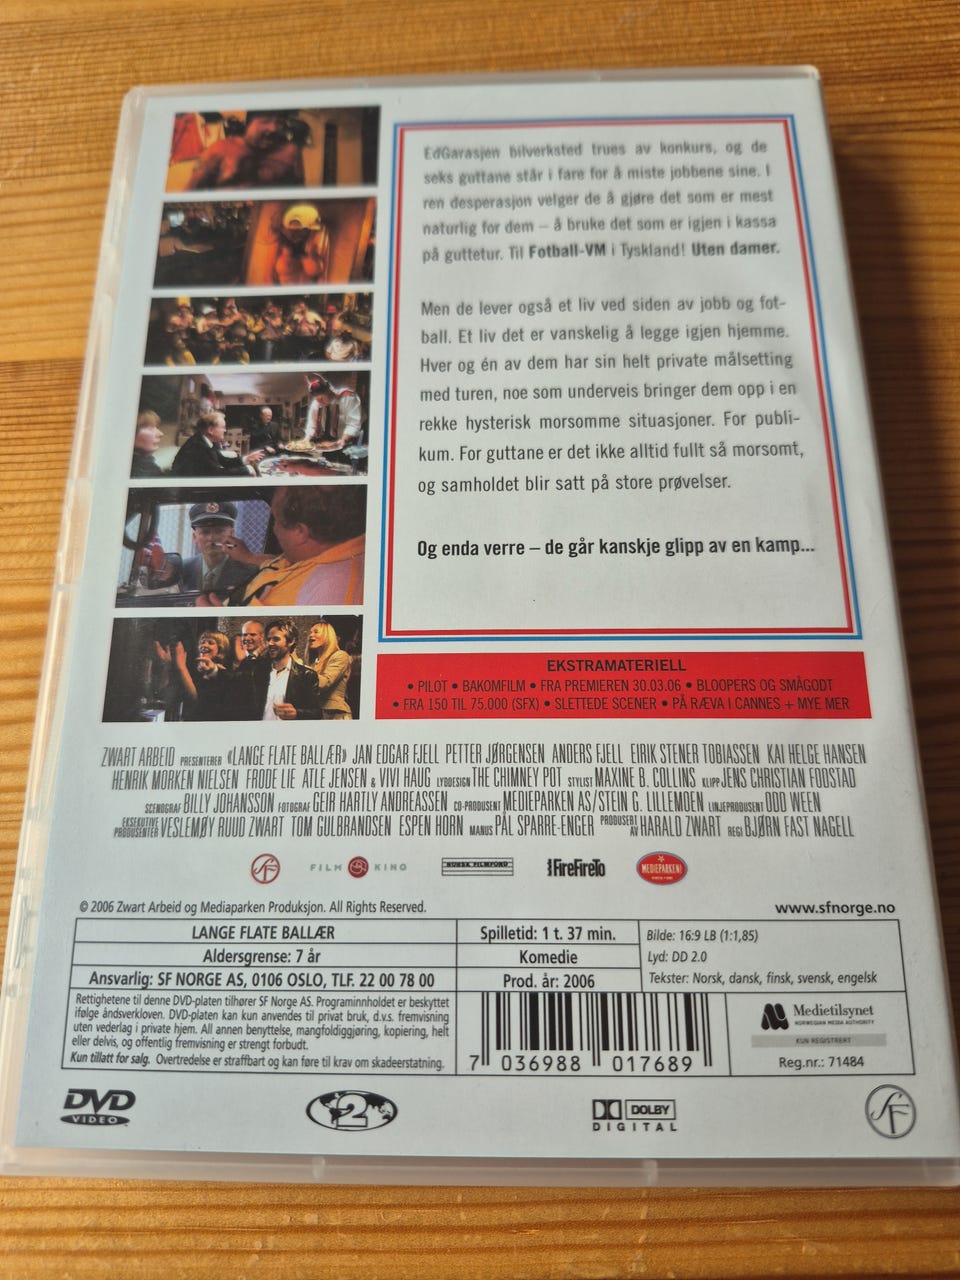 EdGarasjen bilverksted trues av konkurs, og de
seks guttane står i fare for å miste jobbene sine. I
ren desperasjon velger de å gjøre det som er mest
naturlig for dem – å bruke det som er igjen i kassa
på guttetur. Til Fotball-VM i Tyskland! Uten damer.
Men de lever også et liv ved siden av jobb og fot-
ball. Et liv det er vanskelig å legge igjen hjemme.
Hver og én av dem har sin helt private målsetting
med turen, noe som underveis bringer dem opp i en
rekke hysterisk morsomme situasjoner. For publi-
kum. For guttane er det ikke alltid fullt så morsomt,
og samholdet blir satt på store prøvelser.
Og enda verre – de går kanskje glipp av en kamp...
EKSTRAMATERIELL
• PILOT • BAKOMFILM • FRA PREMIEREN 30.03.06 • BLOOPERS OG SMÅGODT
• FRA 150 TIL 75.000 (SFX) • SLETTEDE SCENER • PÅ RÆVA I CANNES + MYE MER
ZWART ARBEID PRESENTERER «LANGE FLATE BALLÆR» JAN EDGAR FJELL PETTER JØRGENSEN ANDERS FJELL EIRIK STENER TOBIASSEN KAI HELGE HANSEN
HENRIK MORKEN NIELSEN FRODE LIE ATLE JENSEN & VIVI HAUG LYDDESIGN THE CHIMNEY POT STYLIST MAXINE B. COLLINS KLIPP JENS CHRISTIAN FODSTAD
SCENOGRAF BILLY JOHANSSON FOTOGRAF GEIR HARTLY ANDREASSEN CO-PRODUSENT MEDIEPARKEN AS/STEIN G. LILLEMOEN LINJEPRODUSENT ODD WEEN
EKSEKUTIVE PRODUSENTER VESLEMØY RUUD ZWART TOM GULBRANDSEN ESPEN HORN MANUS PÅL SPARRE-ENGER PRODUSERT AV HARALD ZWART REGI BJØRN FAST NAGELL
SF FILM KINO NORSK FILMFOND FireFireTo MEDIEPARKEN!
© 2006 Zwart Arbeid og Mediaparken Produksjon. All Rights Reserved.
www.sfnorge.no
LANGE FLATE BALLÆR
Aldersgrense: 7 år
Ansvarlig: SF NORGE AS, 0106 OSLO, TLF. 22 00 78 00
Spilletid: 1 t. 37 min.
Komedie
Prod. år: 2006
Bilde: 16:9 LB (1:1,85)
Lyd: DD 2.0
Tekster: Norsk, dansk, finsk, svensk, engelsk
Rettighetene til denne DVD-platen tilhører SF Norge AS. Programinnholdet er beskyttet
ifølge åndsverkloven. DVD-platen kan kun anvendes til privat bruk, d.v.s. fremvisning
uten vederlag i private hjem. All annen benyttelse, mangfoldiggjøring, kopiering, helt
eller delvis, og offentlig fremvisning er strengt forbudt.
Kun tillatt for salg. Overtredelse er straffbart og kan føre til krav om skadeerstatning.
7 036988 017689
Medietilsynet
NORWEGIAN MEDIA AUTHORITY
KUN REGISTRERT
Reg.nr.: 71484
DVD
VIDEO
2
DOLBY
DIGITAL
SF